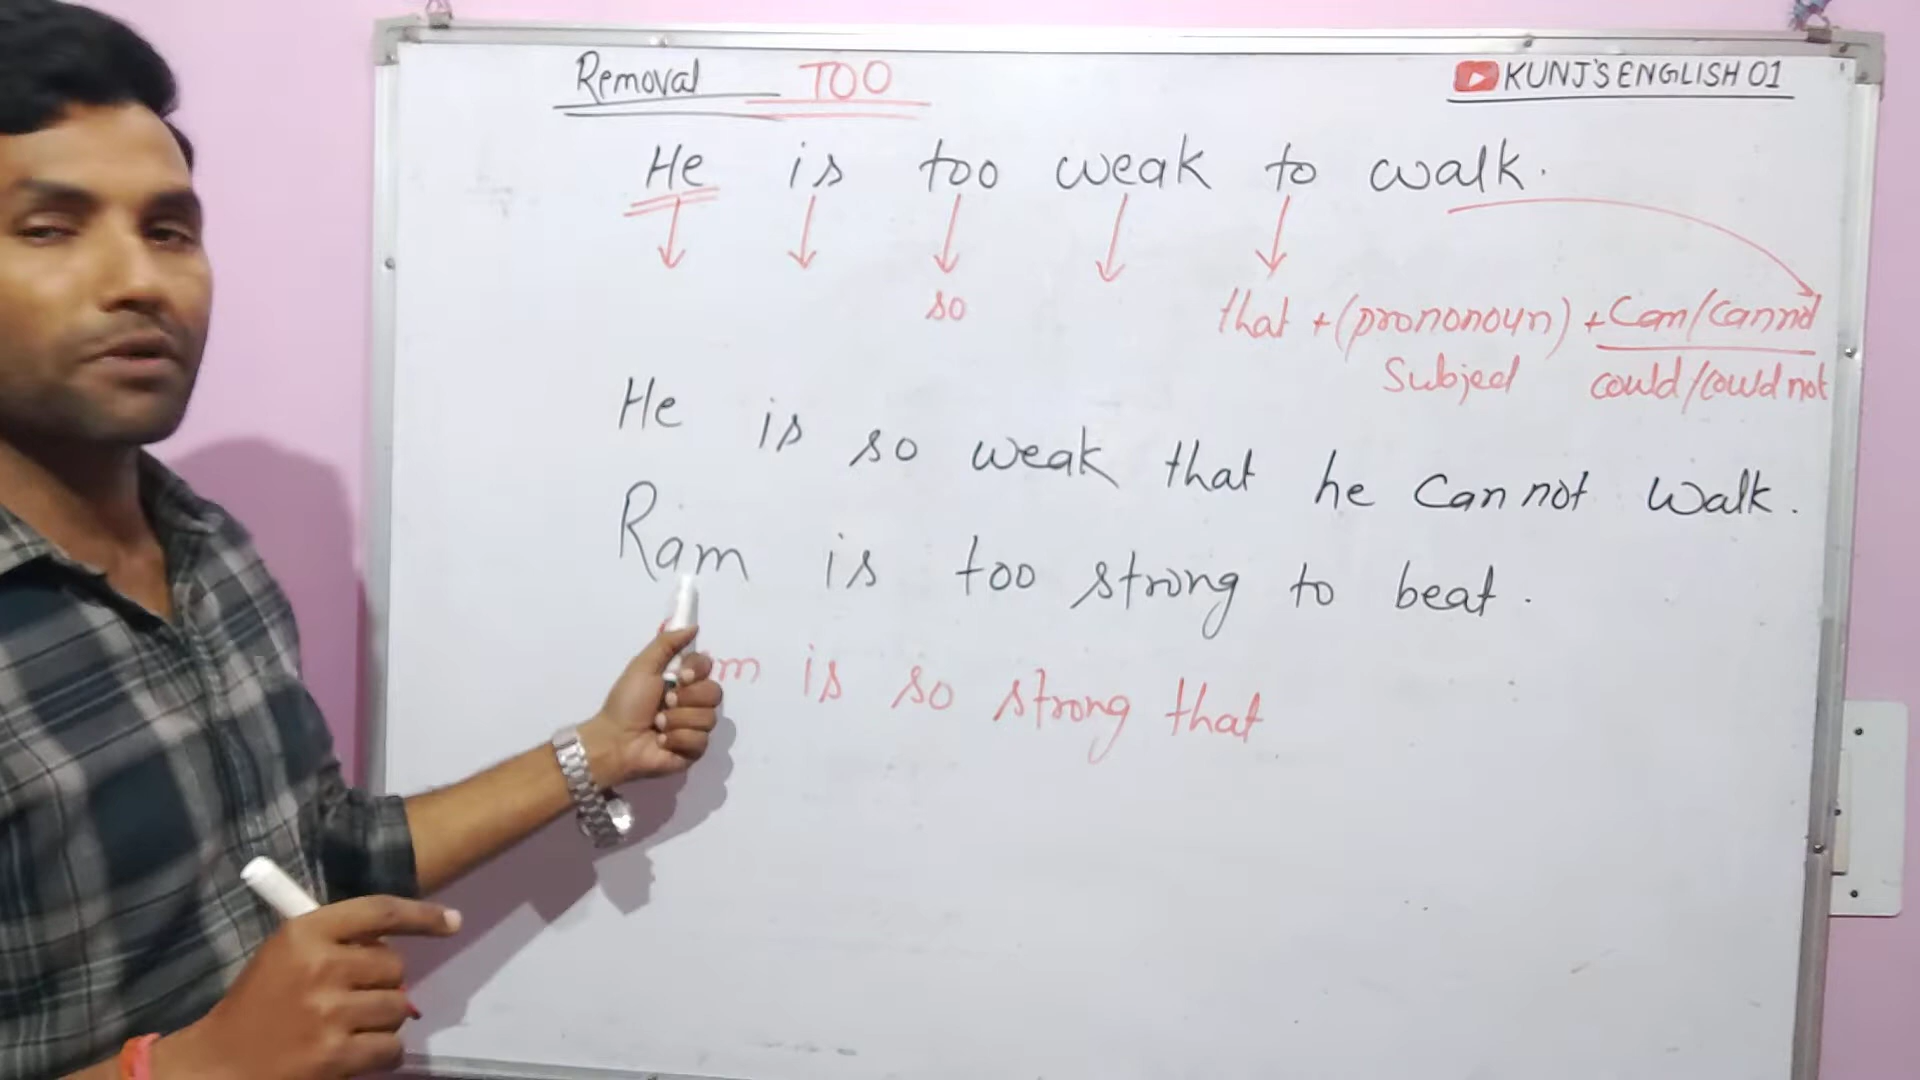 Removal TOO
KUNJ'S ENGLISH 01
He is too weak to walk.
so that + (prononoun) + Can/cannot
Subject could/could not
He is so weak that he Can not walk.
Ram is too strong to beat.
is so strong that